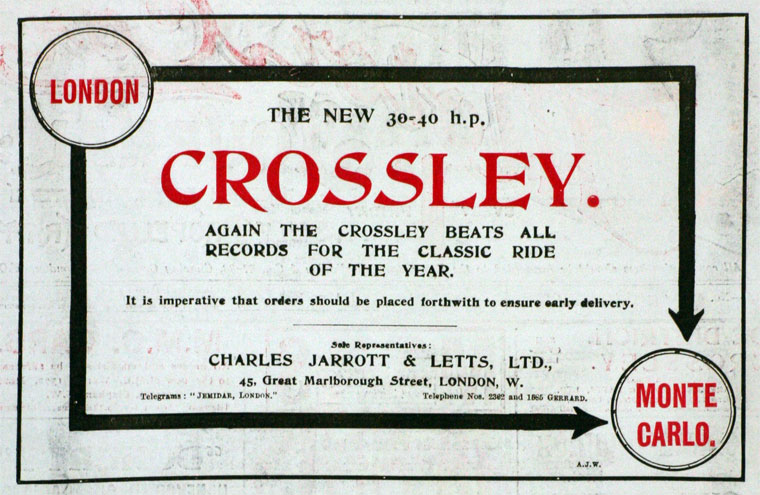 LONDON
THE NEW 30-40 h.p.
CROSSLEY.
AGAIN THE CROSSLEY BEATS ALL
RECORDS FOR THE CLASSIC RIDE
OF THE YEAR.
It is imperative that orders should be placed forthwith to ensure early delivery.
Sole Representatives:
CHARLES JARROTT & LETTS, LTD.,
45, Great Marlborough Street, LONDON, W.
Telegrams: "JEMIDAR, LONDON." Telephone Nos. 2362 and 1685 GERRARD.
MONTE
CARLO.
A.J.W.